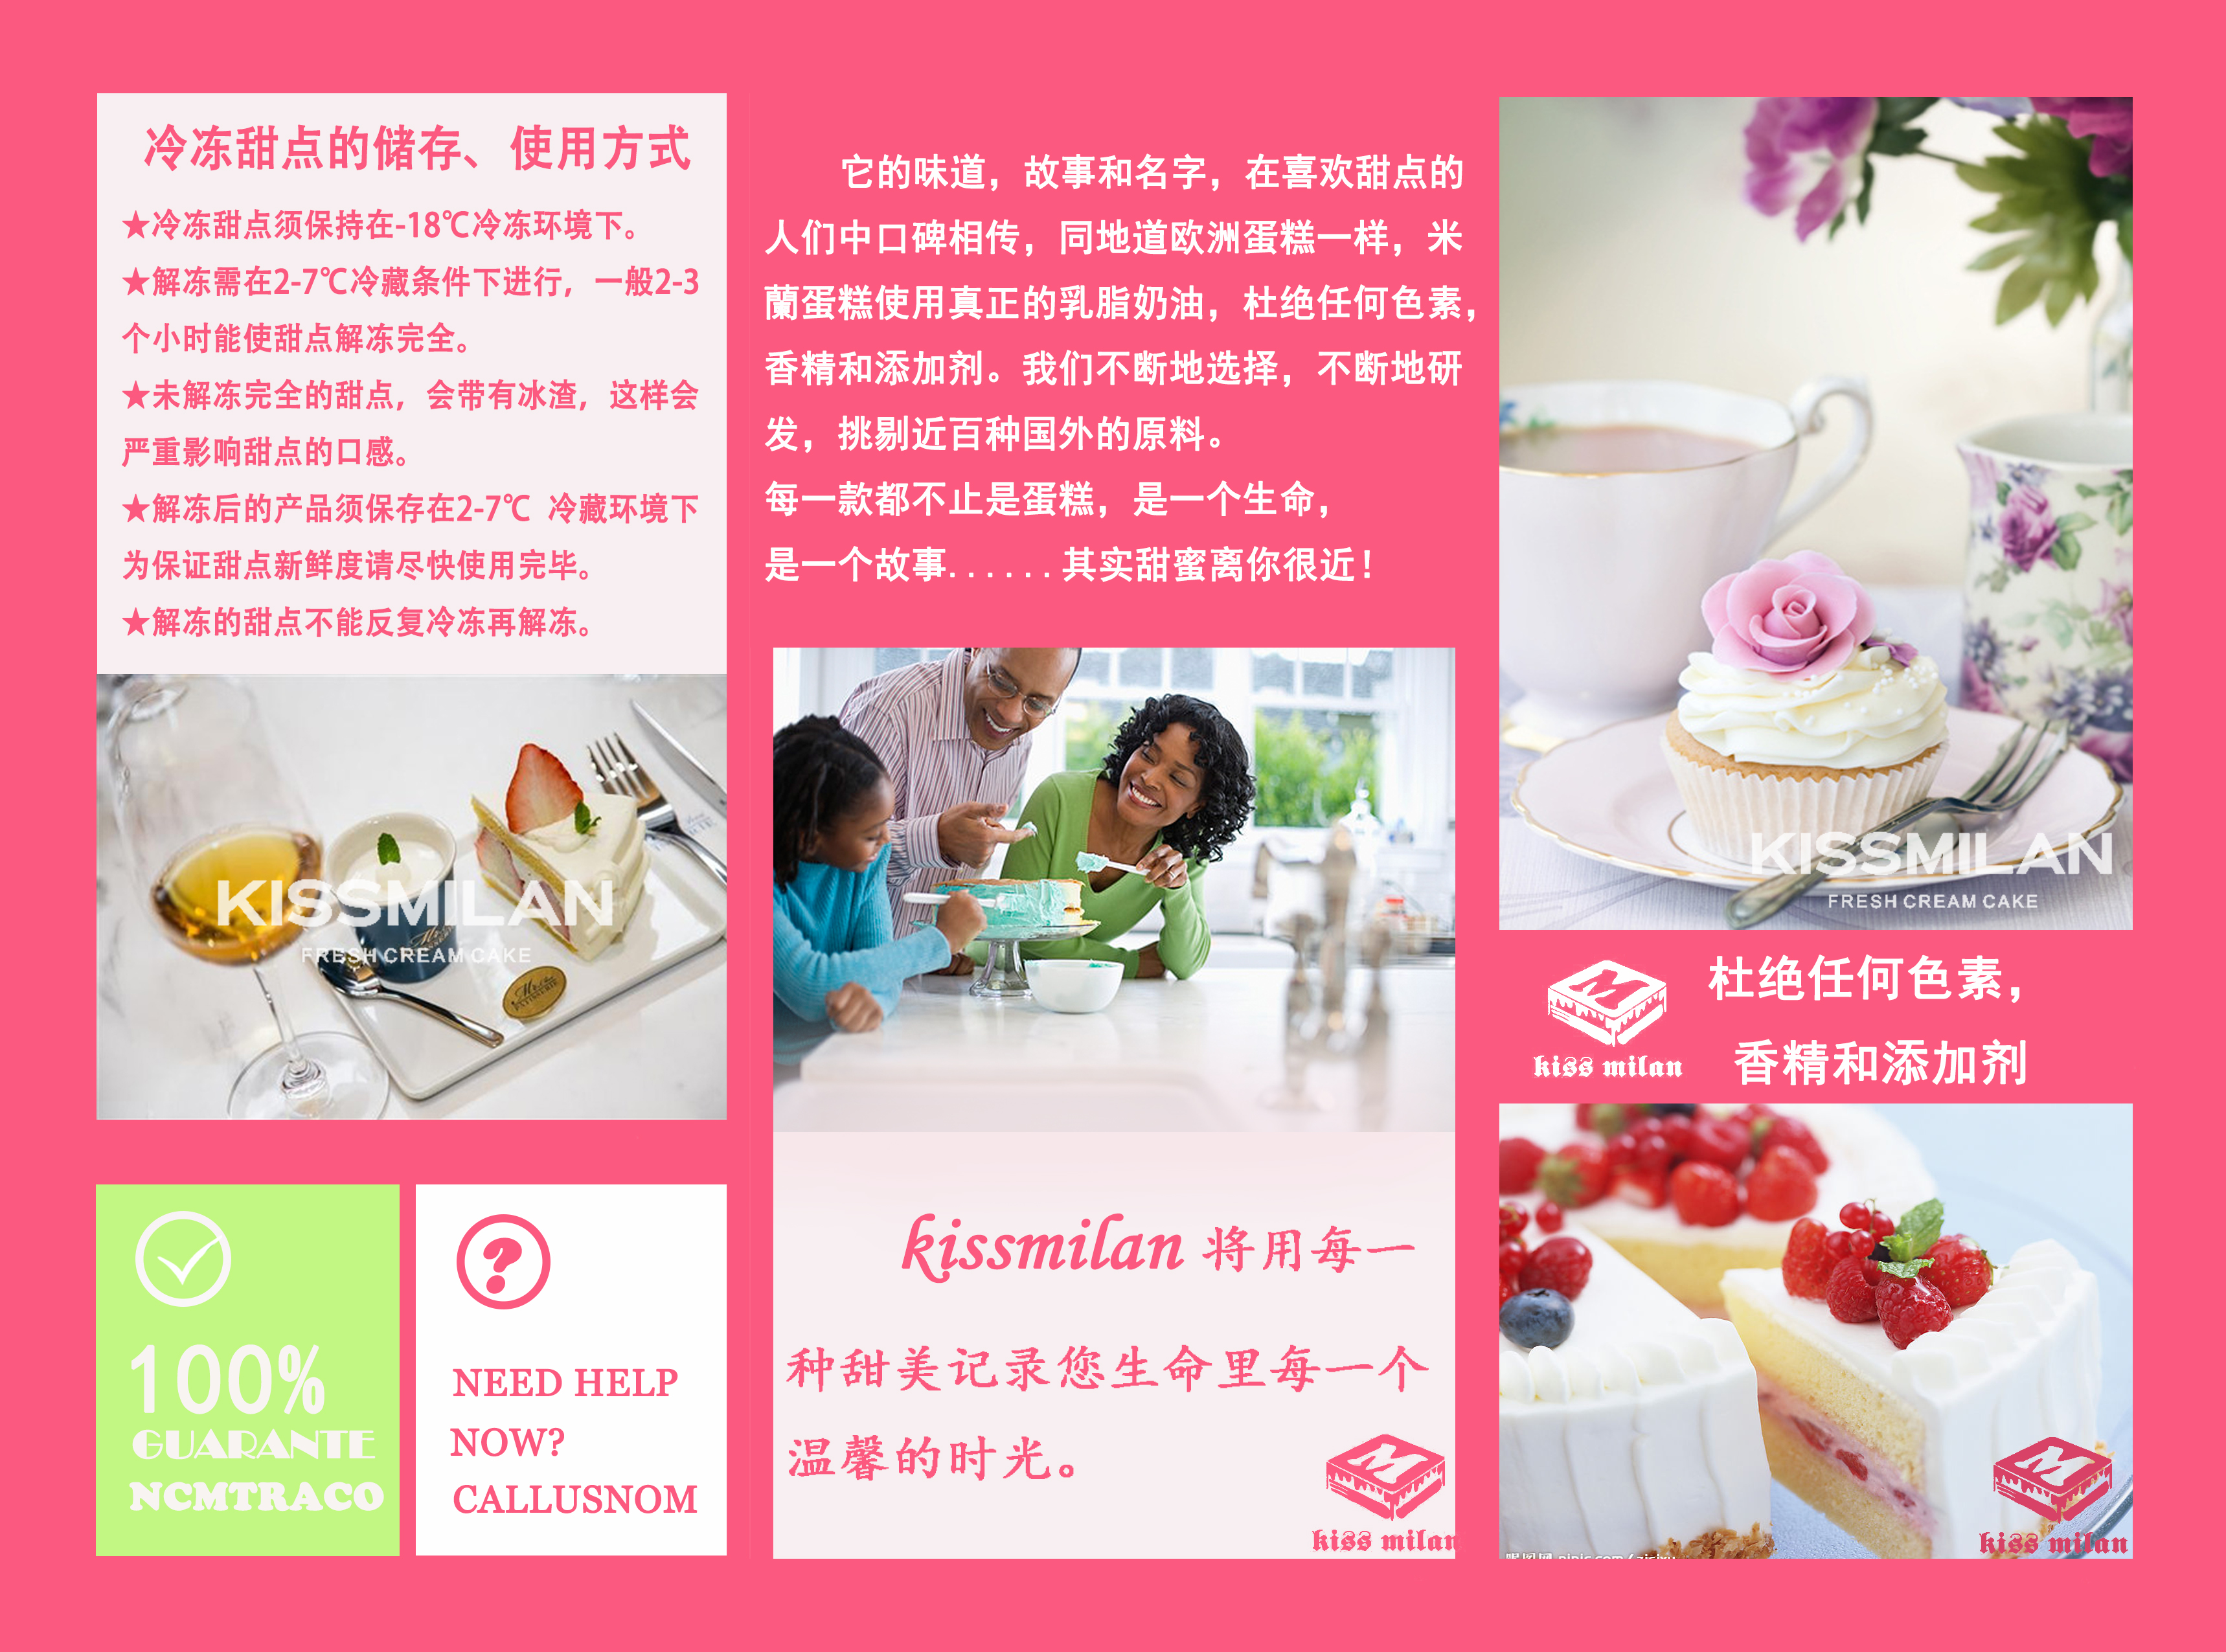 冷冻甜点的储存、使用方式
★冷冻甜点须保持在-18℃冷冻环境下。
★解冻需在2-7℃冷藏条件下进行，一般2-3
个小时能使甜点解冻完全。
★未解冻完全的甜点，会带有冰渣，这样会
严重影响甜点的口感。
★解冻后的产品须保存在2-7℃ 冷藏环境下
为保证甜点新鲜度请尽快使用完毕。
★解冻的甜点不能反复冷冻再解冻。
KISSMILAN
FRESH CREAM CAKE
100%
GUARANTE
NCMTRACO
NEED HELP
NOW?
CALLUSNOM
它的味道，故事和名字，在喜欢甜点的
人们中口碑相传，同地道欧洲蛋糕一样，米
蘭蛋糕使用真正的乳脂奶油，杜绝任何色素，
香精和添加剂。我们不断地选择，不断地研
发，挑剔近百种国外的原料。
每一款都不止是蛋糕，是一个生命，
是一个故事......其实甜蜜离你很近！
kissmilan 将用每一
种甜美记录您生命里每一个
温馨的时光。
M
kiss milan
KISSMILAN
FRESH CREAM CAKE
M
kiss milan
杜绝任何色素，
香精和添加剂
M
kiss milan